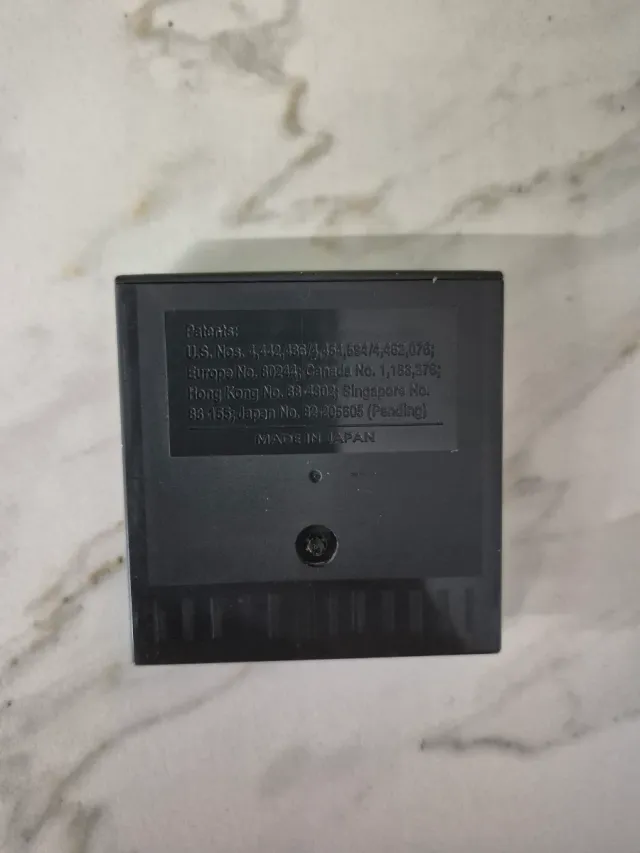 Patents:
U.S. Nos. 4,442,486/4,454,594/4,462,076;
Europe No. 80244; Canada No. 1,183,276;
Hong Kong No. 88-4302; Singapore No.
88-155; Japan No. 82-205605 (Pending)
MADE IN JAPAN